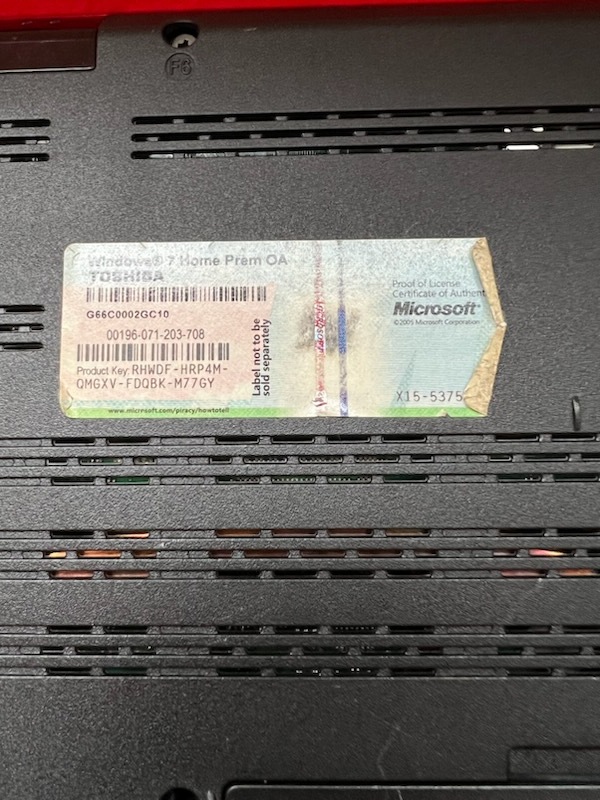 F6
Windows® 7 Home Prem OA
TOSHIBA
G66C0002GC10
00196-071-203-708
Product Key: RHWDF-HRP4M-
QMGXV-FDQBK-M77GY
www.microsoft.com/piracy/howtotell
Label not to be
sold separately
Proof of License
Certificate of Authent
Microsoft®
©2005 Microsoft Corporation
X15-5375